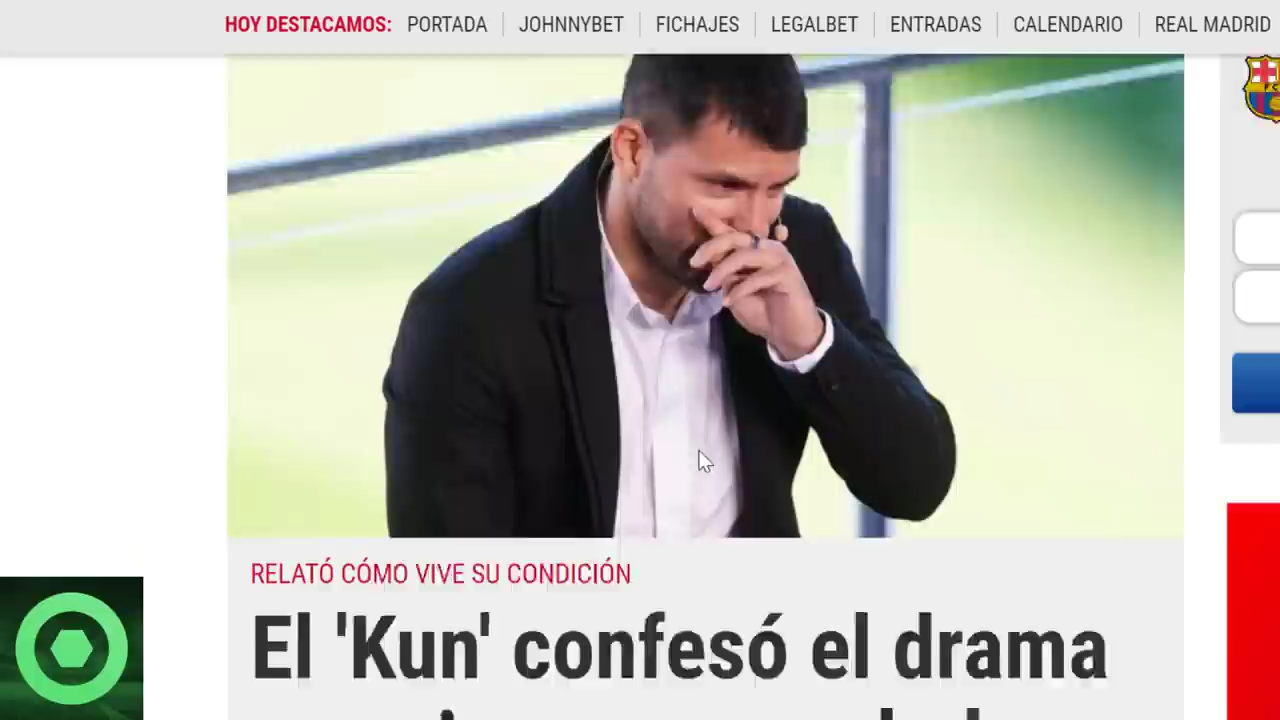 HOY DESTACAMOS: PORTADA JOHNNYBET FICHAJES LEGALBET ENTRADAS CALENDARIO REAL MADRID
RELATÓ CÓMO VIVE SU CONDICIÓN
El 'Kun' confesó el drama